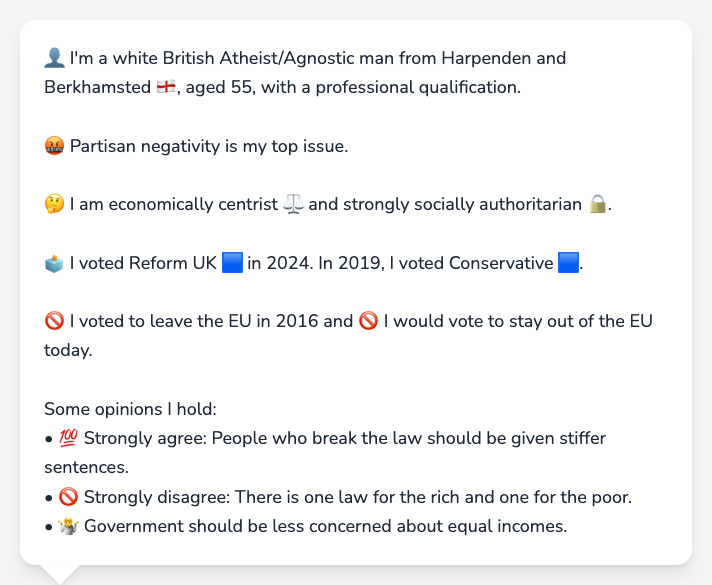 👤 I'm a white British Atheist/Agnostic man from Harpenden and
Berkhamsted 🏴󠁧󠁢󠁥󠁮󠁧󠁿, aged 55, with a professional qualification.
🤬 Partisan negativity is my top issue.
🤔 I am economically centrist ⚖️ and strongly socially authoritarian 🔒.
🗳️ I voted Reform UK 🟦 in 2024. In 2019, I voted Conservative 🟦.
🚫 I voted to leave the EU in 2016 and 🚫 I would vote to stay out of the EU
today.
Some opinions I hold:
• 💯 Strongly agree: People who break the law should be given stiffer
sentences.
• 🚫 Strongly disagree: There is one law for the rich and one for the poor.
• 🤷 Government should be less concerned about equal incomes.